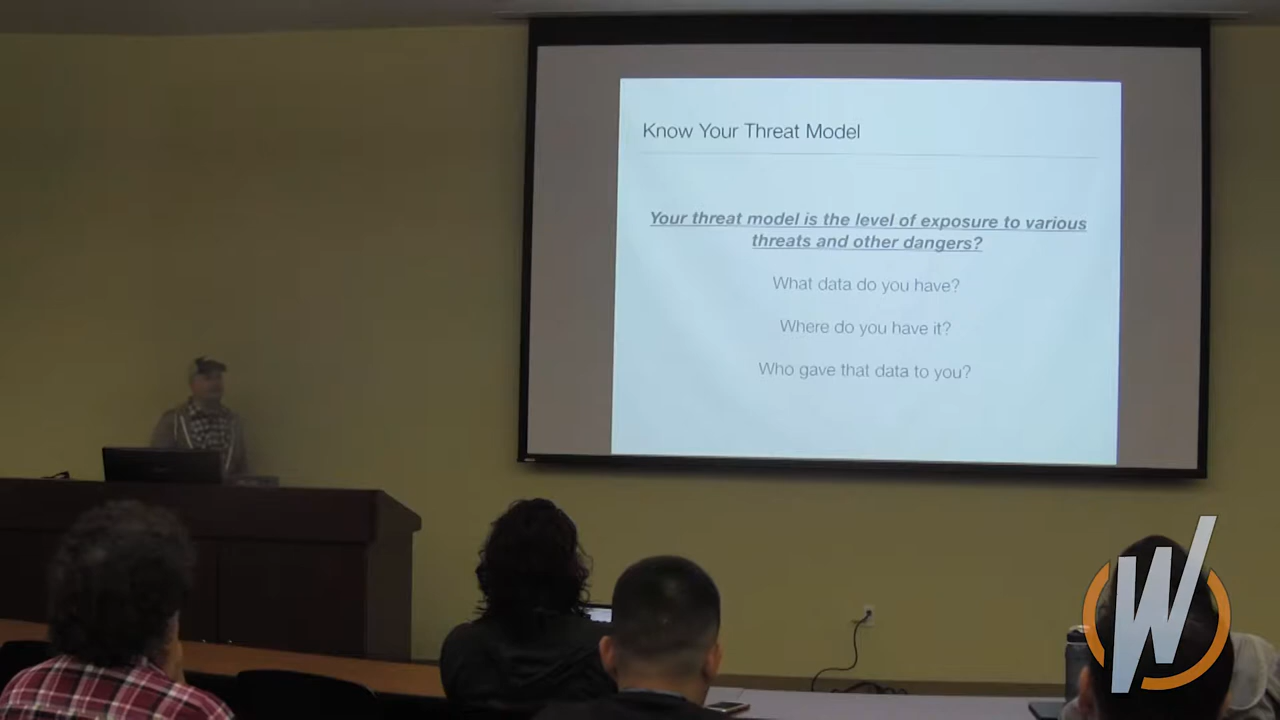 Know Your Threat Model
Your threat model is the level of exposure to various
threats and other dangers?
What data do you have?
Where do you have it?
Who gave that data to you?
W